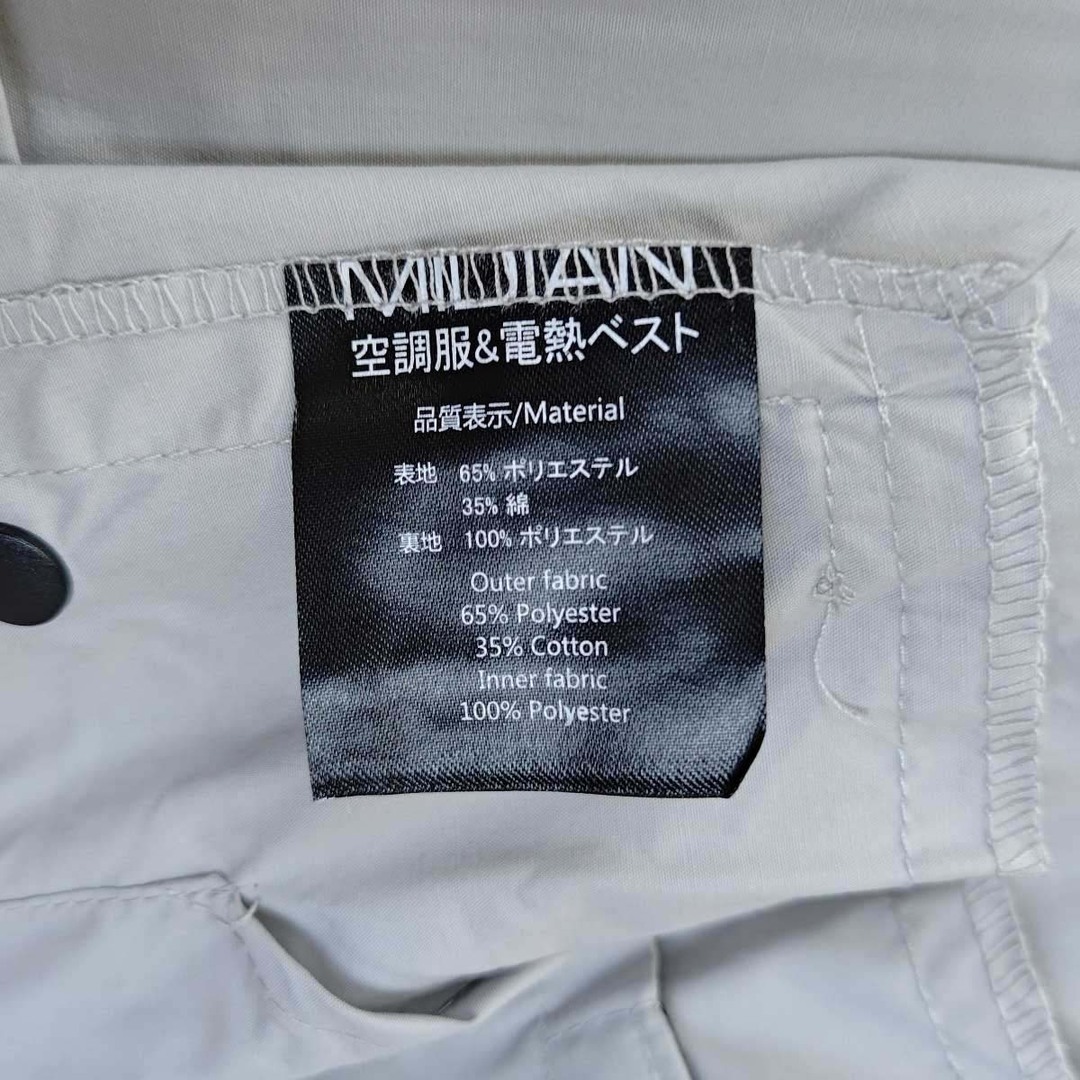 空調服&電熱ベスト
品質表示/Material
表地 65% ポリエステル
35% 綿
裏地 100% ポリエステル
Outer fabric
65% Polyester
35% Cotton
Inner fabric
100% Polyester